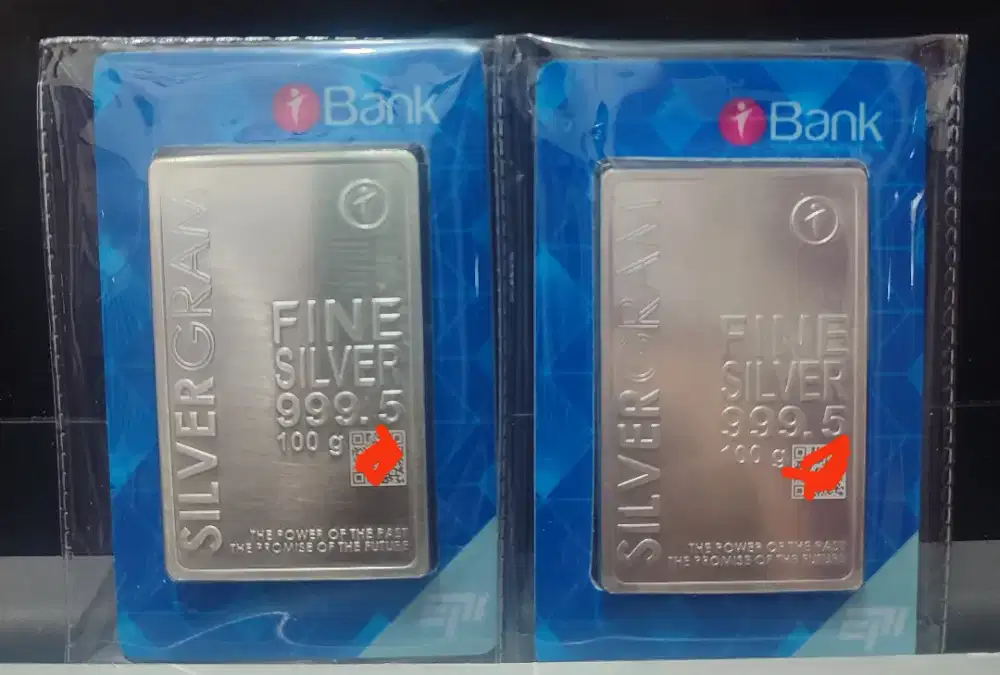 Bank
SILVERGRAM
FINE
SILVER
999.5
100 g
THE POWER OF THE PAST
THE PROMISE OF THE FUTURE
Bank
SILVERGRAM
FINE
SILVER
999.5
100 g
THE POWER OF THE PAST
THE PROMISE OF THE FUTURE